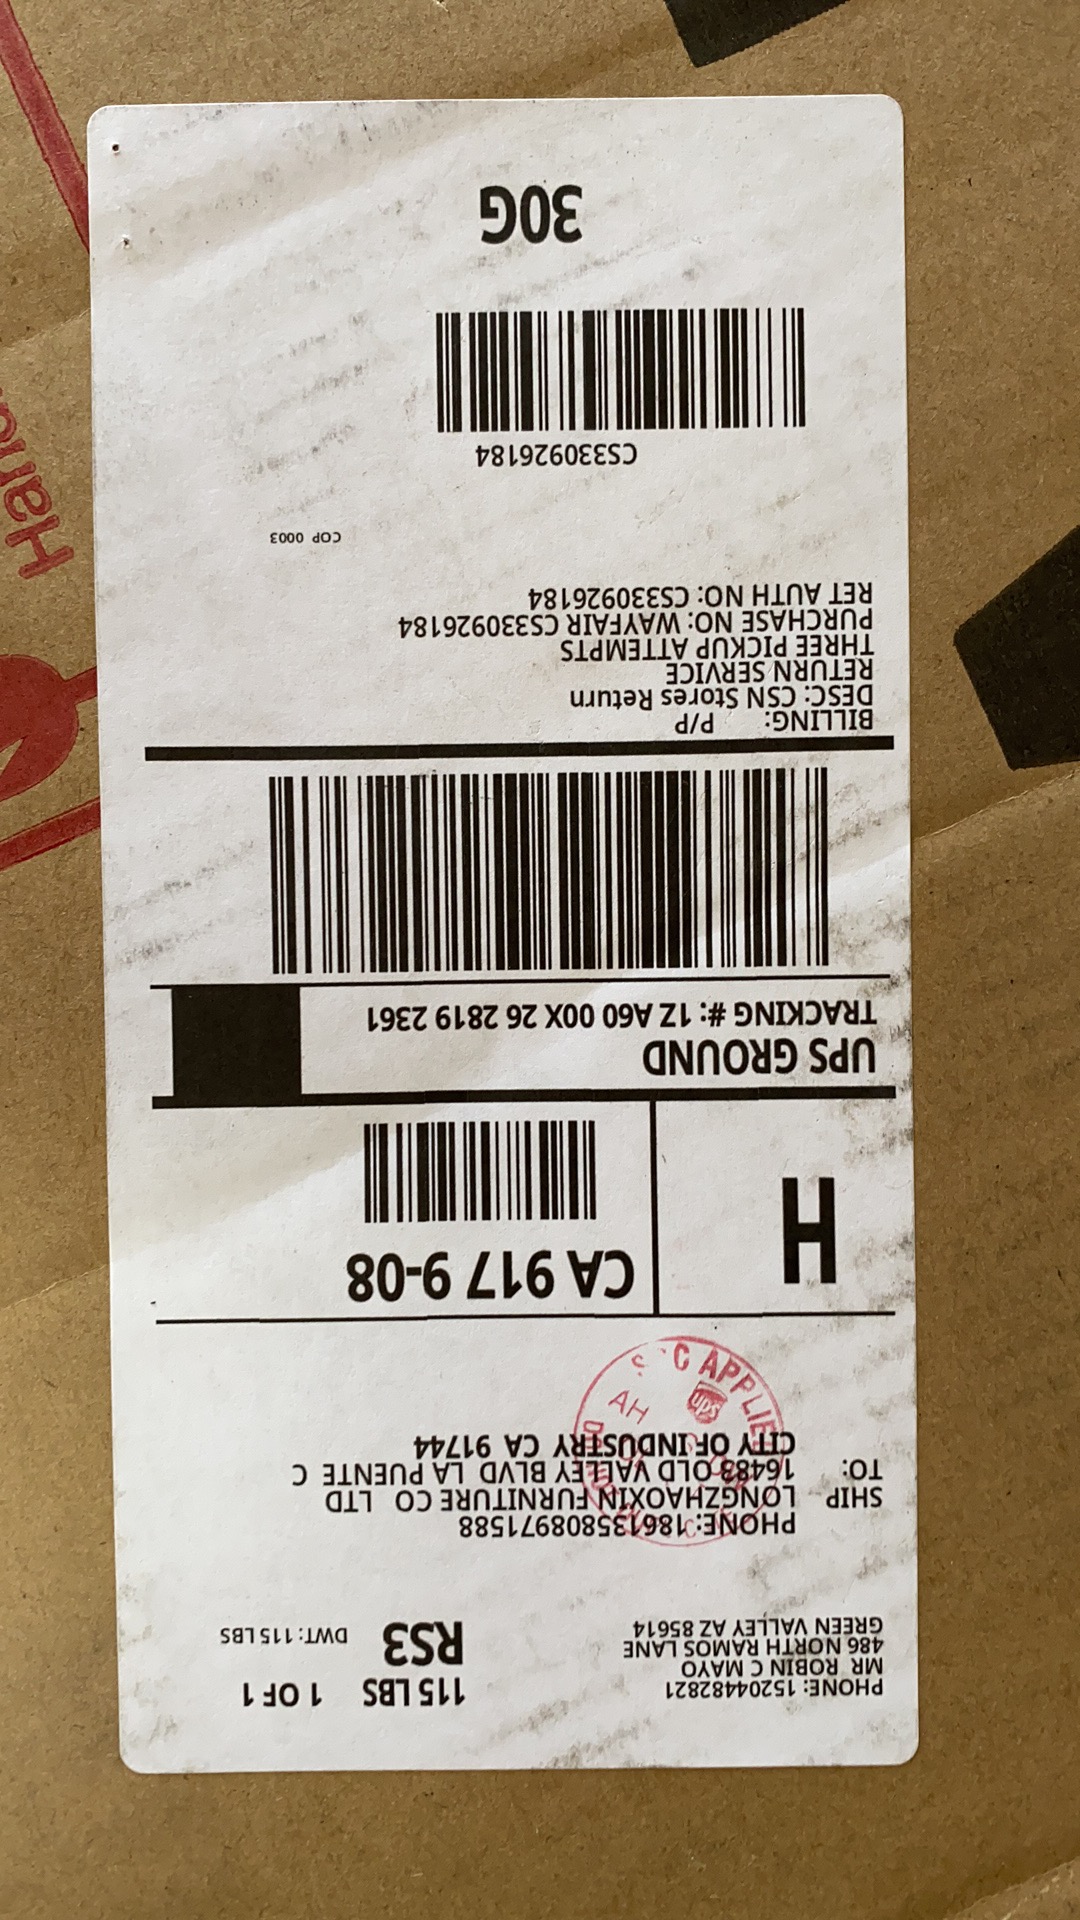 PHONE: 15204482821
MR ROBIN C MAYO
486 NORTH RAMOS LANE
GREEN VALLEY AZ 85614
115 LBS 1 OF 1
RS3 DWT: 115 LBS
PHONE: 18613580897 1588
SHIP LONGZHAOXIN FURNITURE CO LTD
TO: 16488 OLD VALLEY BLVD LA PUENTE C
CITY OF INDUSTRY CA 91744
APPLIED
UPS
AH
H
CA 917 9-08
UPS GROUND
TRACKING #: 1Z A60 00X 26 2819 2361
BILLING: P/P
DESC: CSN Stores Return
RETURN SERVICE
THREE PICKUP ATTEMPTS
PURCHASE NO: WAYFAIR CS330926184
RET AUTH NO: CS330926184
COP 0003
CS330926184
30G